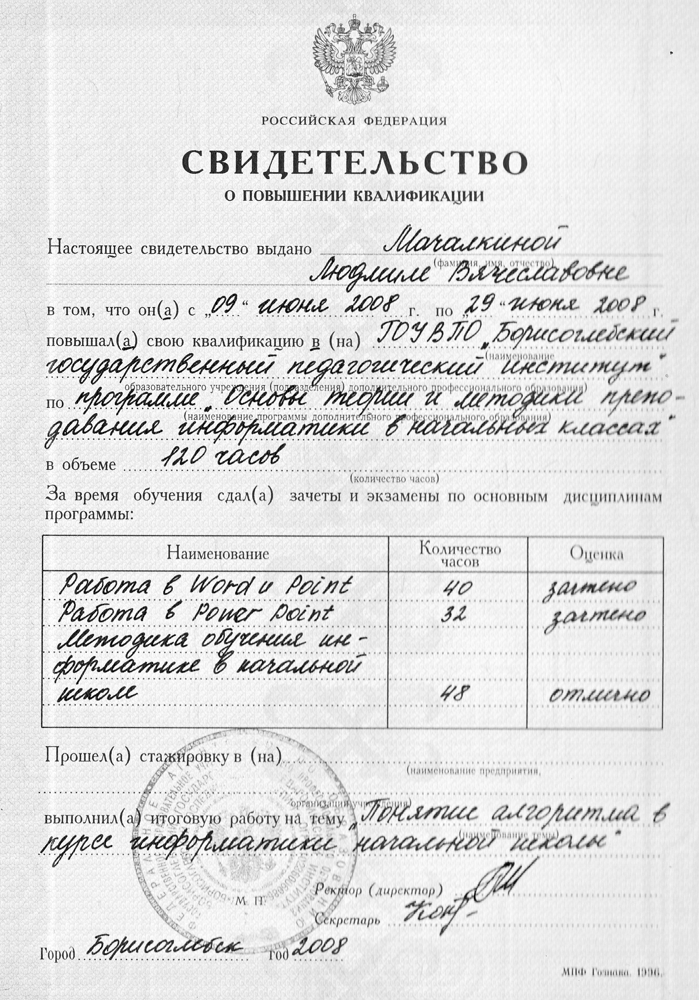 РОССИЙСКАЯ ФЕДЕРАЦИЯ
СВИДЕТЕЛЬСТВО
О ПОВЫШЕНИИ КВАЛИФИКАЦИИ
Настоящее свидетельство выдано Мачалкиной
(фамилия, имя, отчество)
Людмиле Вячеславовне
в том, что он(а) с „09“ июня 2008 г. по „29“ июня 2008 г.
повышал(а) свою квалификацию в (на) ГОУВПО „Борисоглебский
(наименование
государственный педагогический институт“
образовательного учреждения (подразделения) дополнительного профессионального образования)
по программе „Основы теории и методики препо-
(наименование программы дополнительного профессионального образования)
давания информатики в начальных классах“
в объеме 120 часов
(количество часов)
За время обучения сдал(а) зачеты и экзамены по основным дисциплинам
программы:
Наименование Количество часов Оценка
Работа в Word и Point 40 зачтено
Работа в Power Point 32 зачтено
Методика обучения ин-
форматике в начальной
школе 48 отлично
Прошел(а) стажировку в (на)
(наименование предприятия,
организации учреждения)
выполнил(а) итоговую работу на тему „Понятие алгоритма в
(наименование темы)
курсе информатики начальной школы“
Ректор (директор)
М. П.
Секретарь
Город Борисоглебск год 2008
МПФ Гознака. 1996.